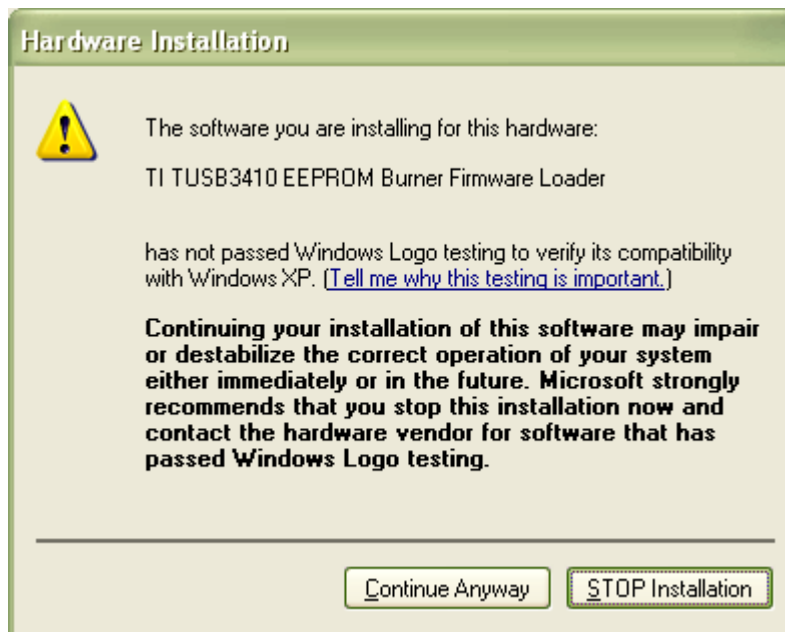 Hardware Installation
The software you are installing for this hardware:
TI TUSB3410 EEPROM Burner Firmware Loader
has not passed Windows Logo testing to verify its compatibility
with Windows XP. (Tell me why this testing is important.)
Continuing your installation of this software may impair
or destabilize the correct operation of your system
either immediately or in the future. Microsoft strongly
recommends that you stop this installation now and
contact the hardware vendor for software that has
passed Windows Logo testing.
Continue Anyway STOP Installation